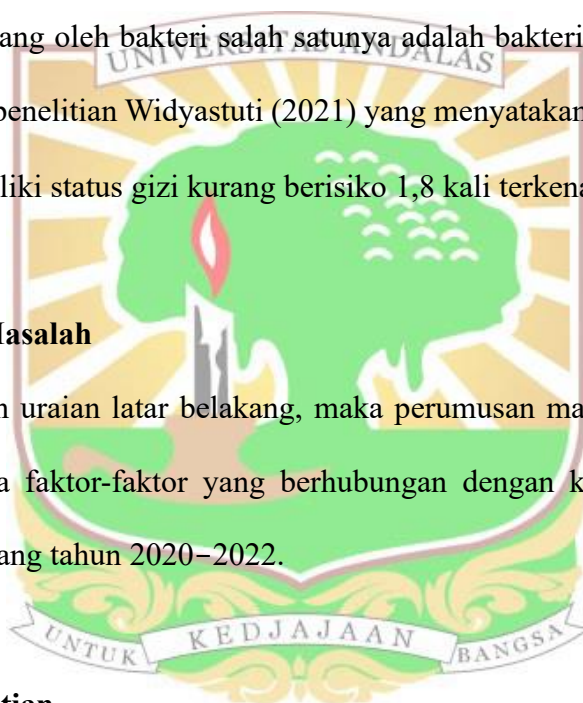 ang oleh bakteri salah satunya adalah bakteri
UNIVERSITAS ANDALAS
penelitian Widyastuti (2021) yang menyatakan
liki status gizi kurang berisiko 1,8 kali terkena
Masalah
n uraian latar belakang, maka perumusan ma
a faktor-faktor yang berhubungan dengan k
ang tahun 2020–2022.
UNTUK KEDJAJAAN BANGSA
tian